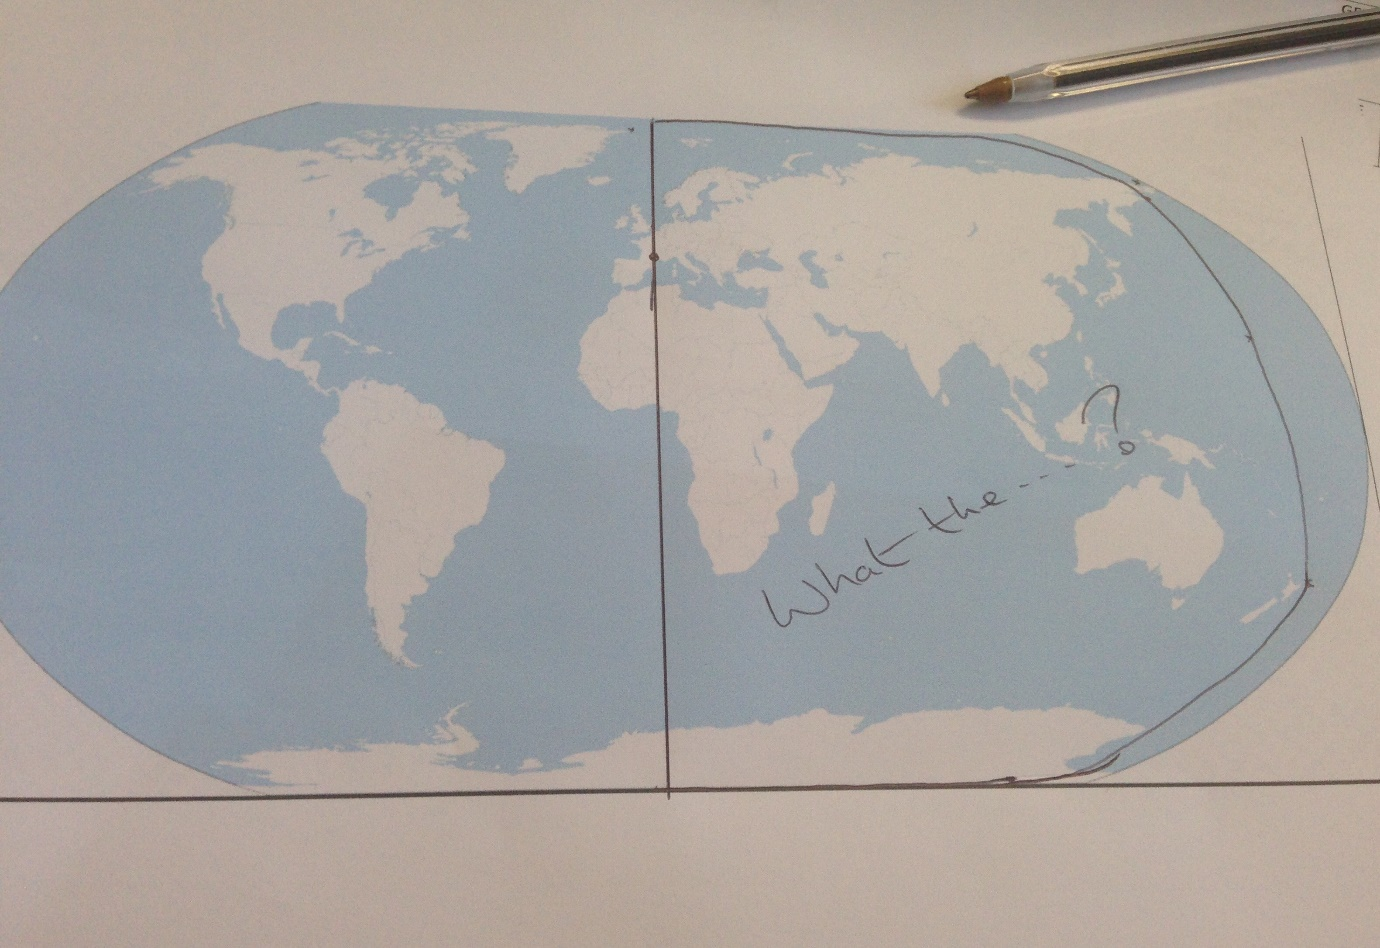 What the ---- ?